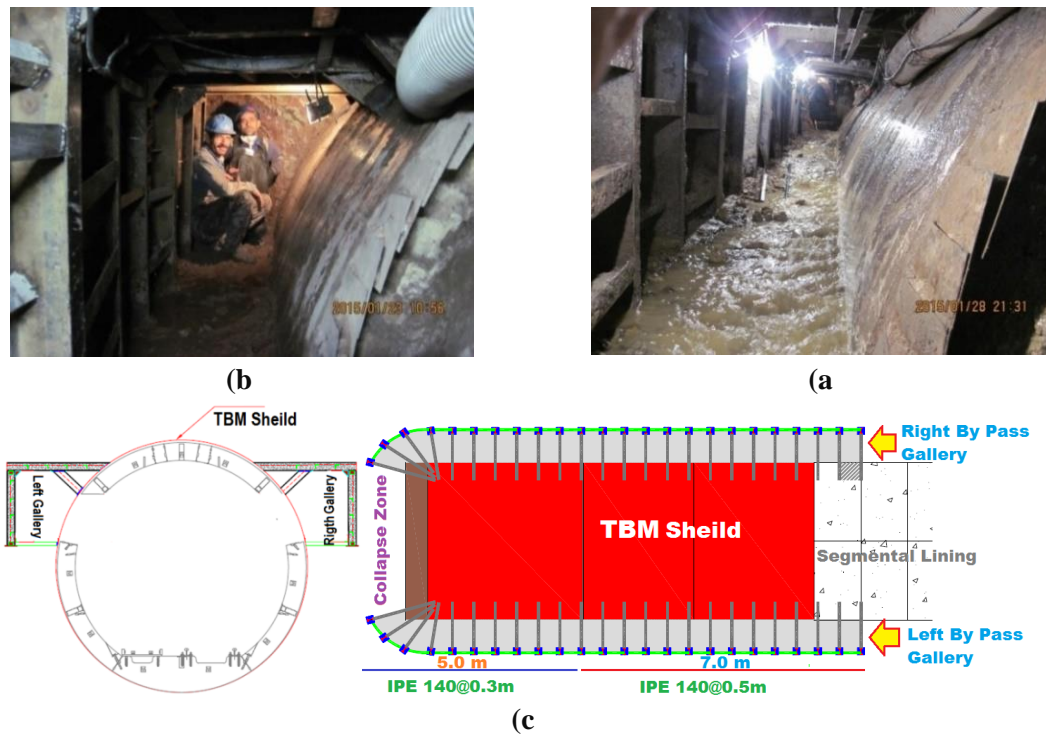 2015/01/23 10:56
2015/01/28 21:31
(b
(a
TBM Sheild
Left Gallery
Rigth Gallery
Collapse Zone
TBM Sheild
Segmental Lining
Right By Pass
Gallery
Left By Pass
Gallery
5.0 m
7.0 m
IPE 140@0.3m
IPE 140@0.5m
(c